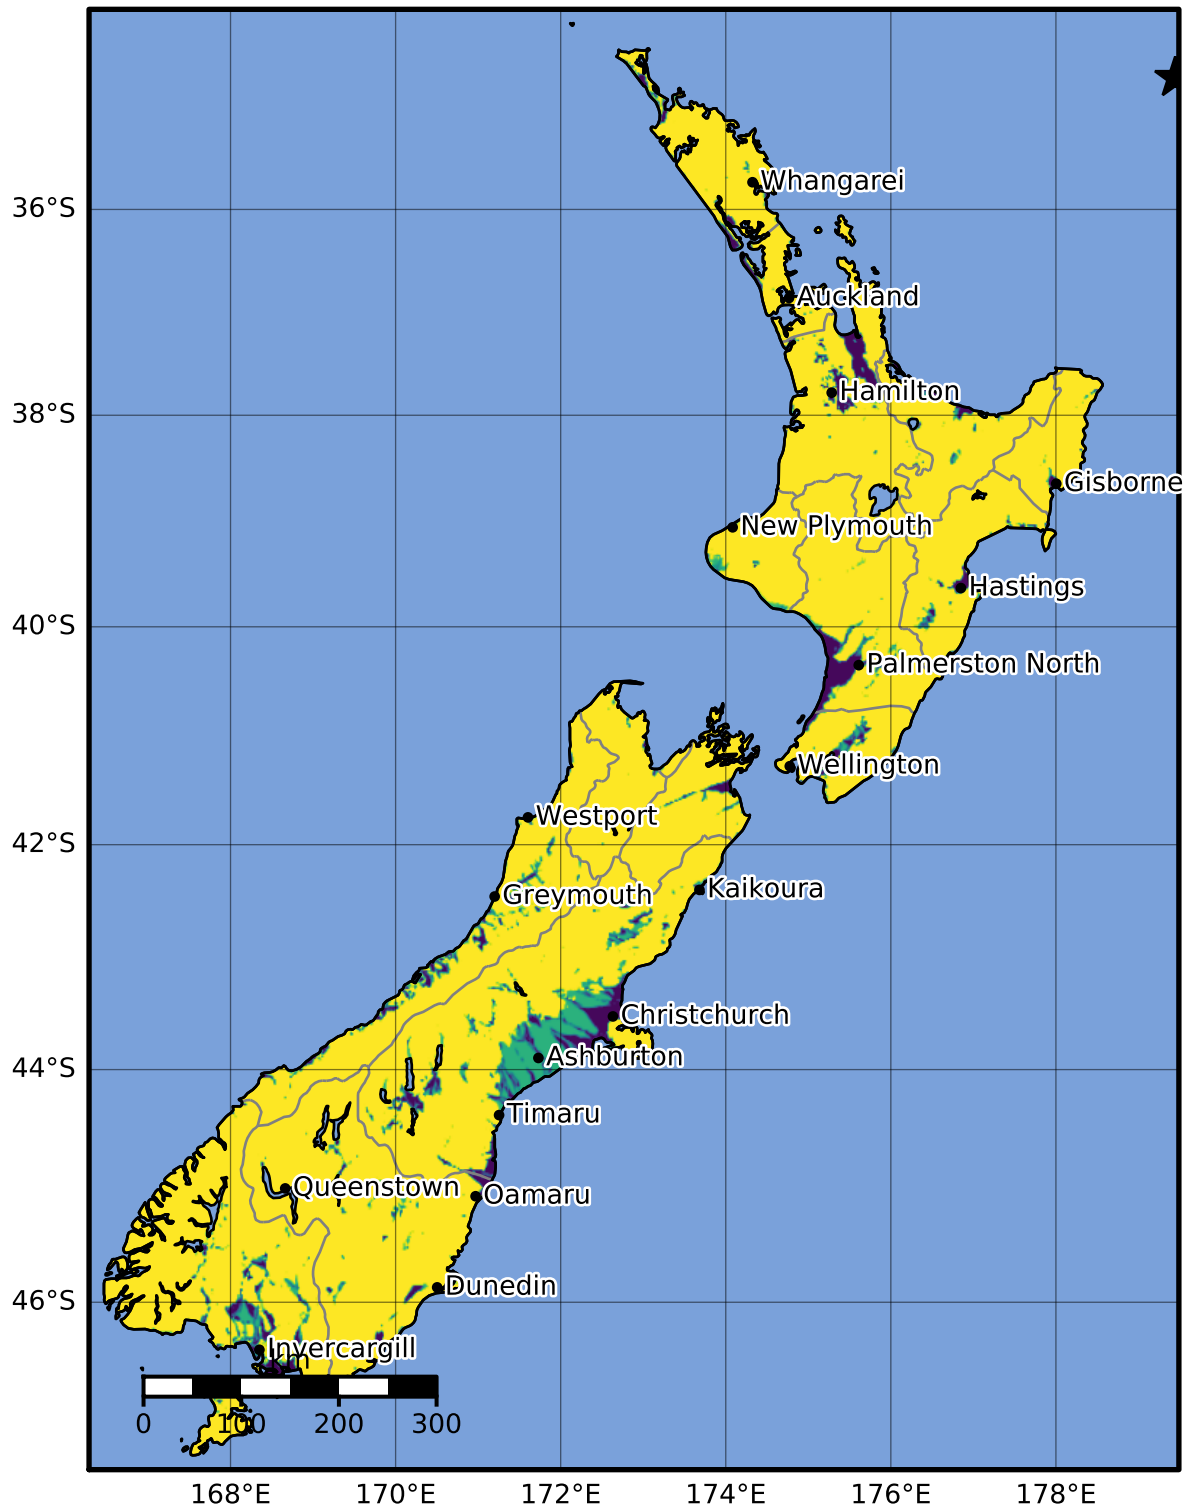 Whangarei
36°S
Auckland
Hamilton
38°S
Gisborne
New Plymouth
Hastings
40°S
Palmerston North
Wellington
Westport
42°S
Kaikoura
Greymouth
Christchurch
Ashburton
44°S
Timaru
Queenstown
Oamaru
Dunedin
46°S
Invercargill
km
0 100 200 300
168°E 170°E 172°E 174°E 176°E 178°E